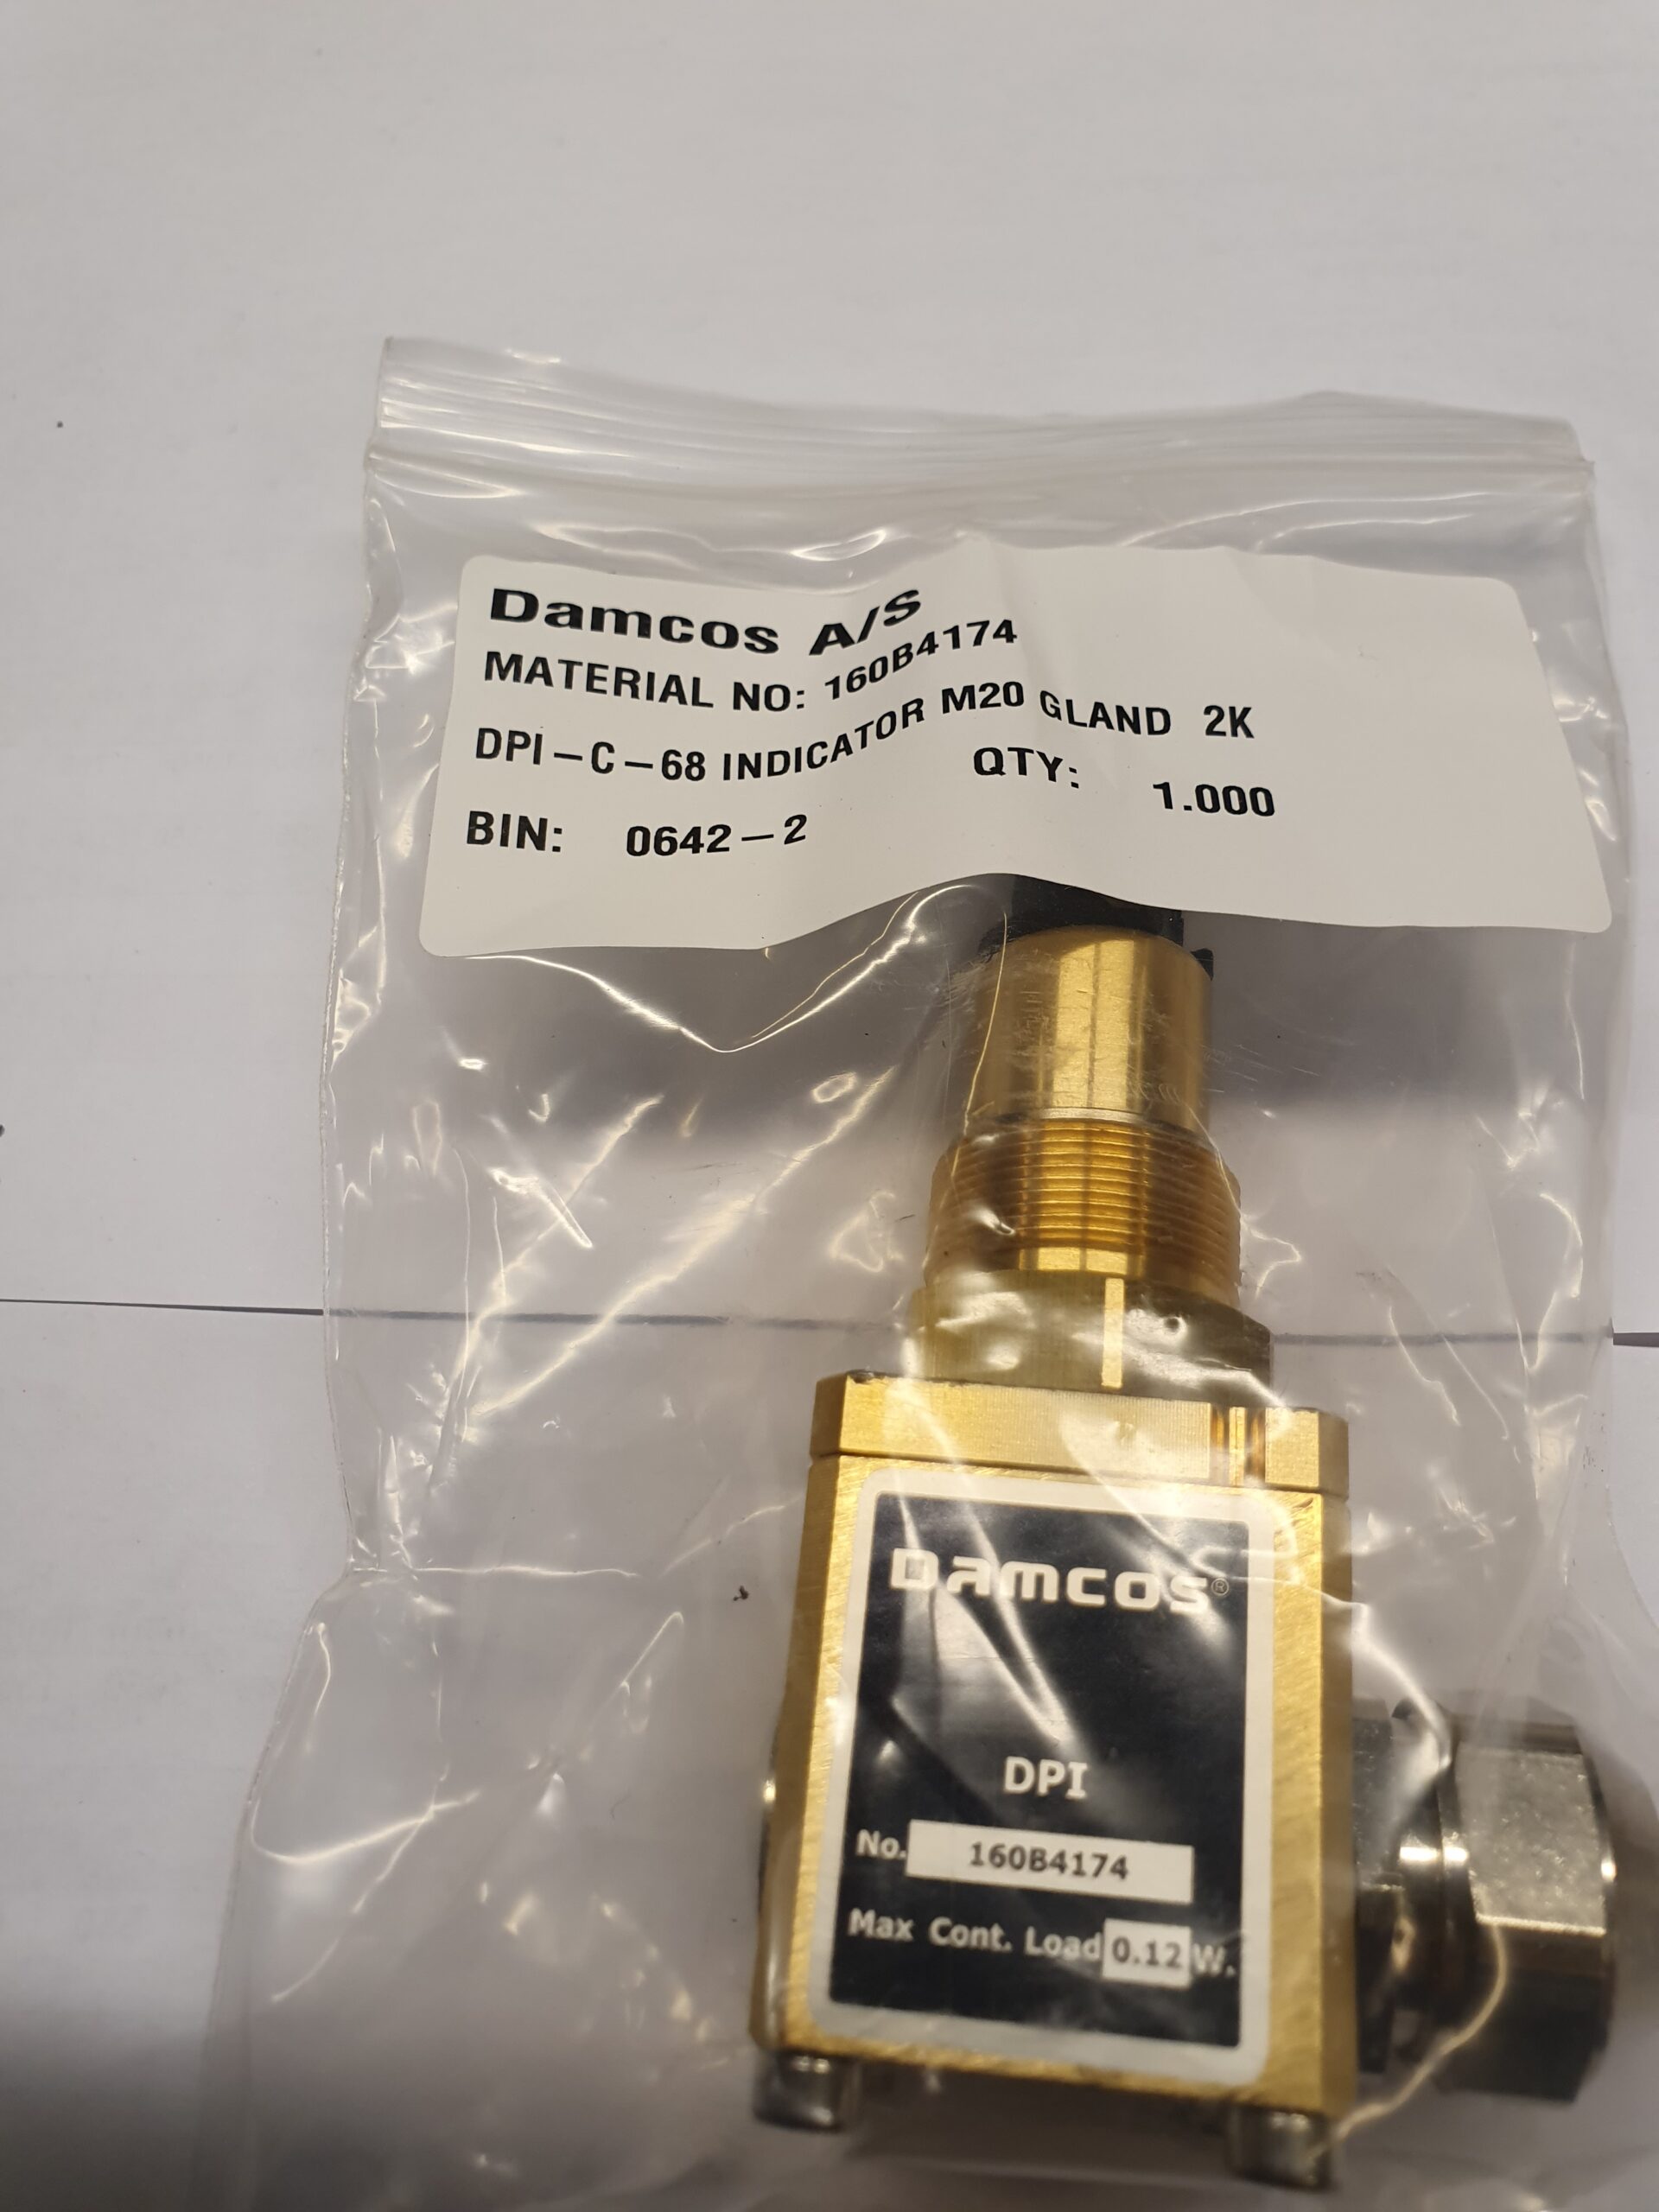 Damcos A/S
MATERIAL NO: 160B4174
DPI-C-68 INDICATOR M20 GLAND 2K
QTY: 1.000
BIN: 0642-2
DAMCOS®
DPI
No. 160B4174
Max Cont. Load 0.12 W.